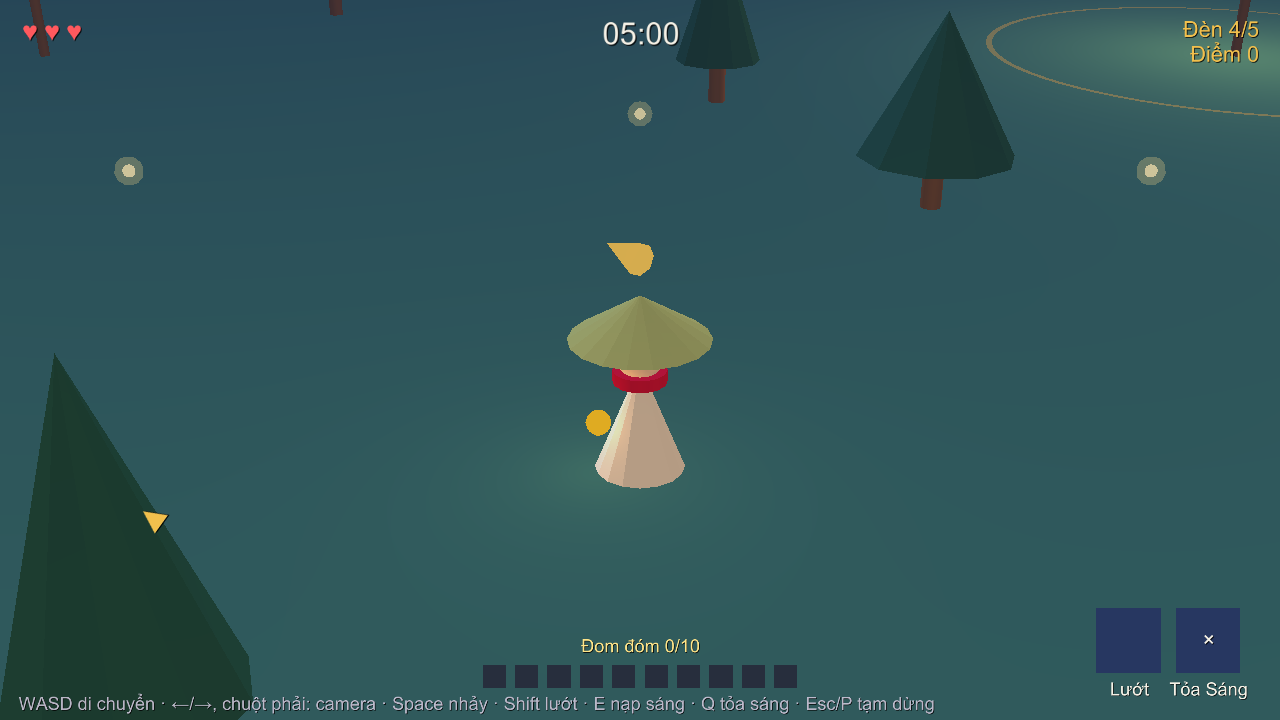 ♥ ♥ ♥
05:00
Đèn 4/5
Điểm 0
Đom đóm 0/10
×
Lướt
Tỏa Sáng
WASD di chuyển · ←/→, chuột phải: camera · Space nhảy · Shift lướt · E nạp sáng · Q tỏa sáng · Esc/P tạm dừng